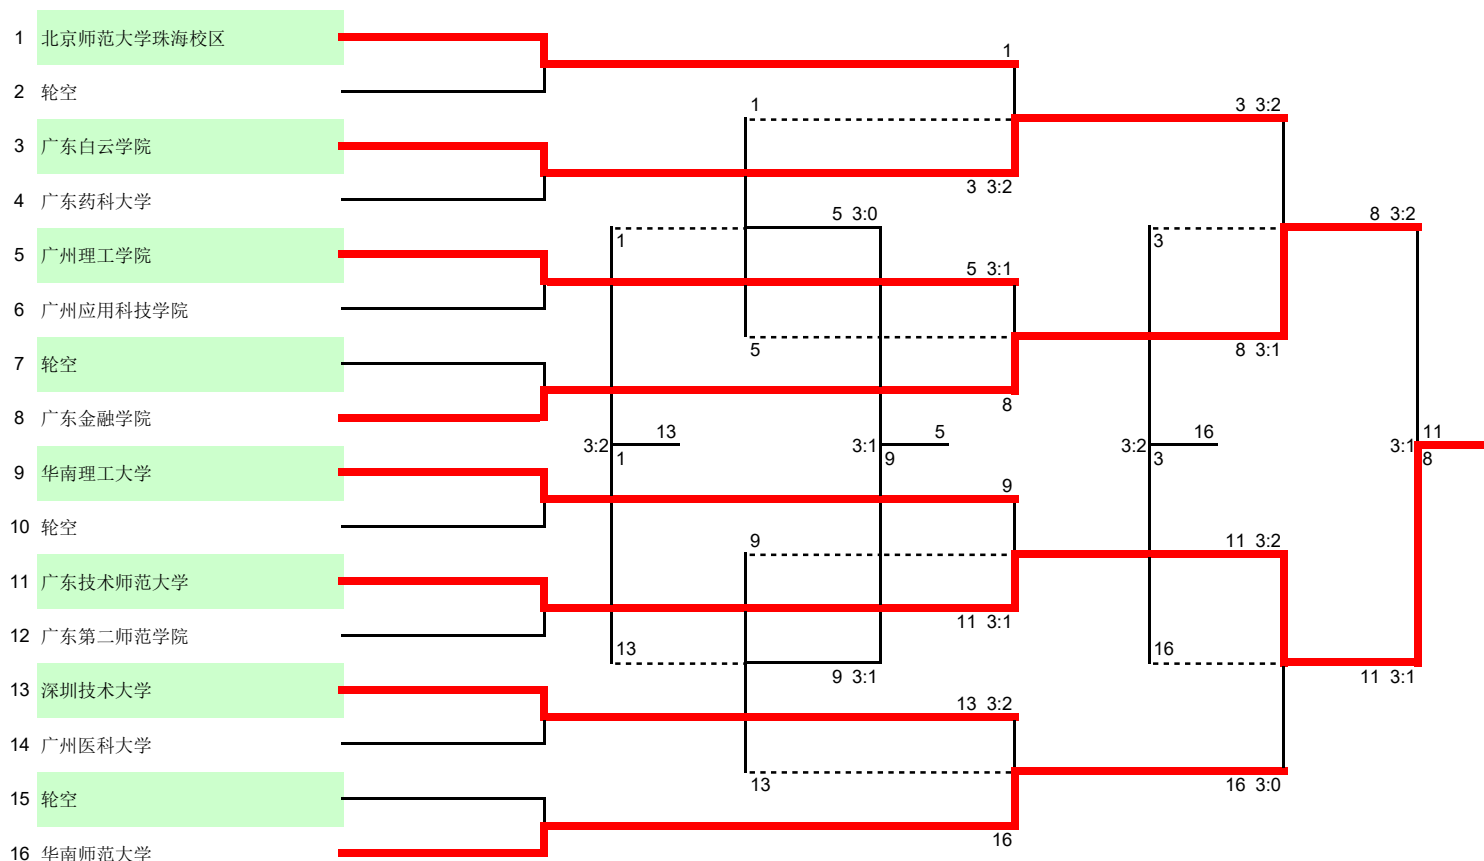 1 北京师范大学珠海校区
1
2 轮空
1
3 3:2
3 广东白云学院
3 3:2
4 广东药科大学
5 3:0
8 3:2
1
3
5 广州理工学院
5 3:1
6 广州应用科技学院
5
8 3:1
7 轮空
8
8 广东金融学院
3:2
13
1
3:1
5
9
3:2
16
3
3:1
11
8
9 华南理工大学
9
10 轮空
9
11 3:2
11 广东技术师范大学
11 3:1
12 广东第二师范学院
13
16
9 3:1
11 3:1
13 深圳技术大学
13 3:2
14 广州医科大学
13
16 3:0
15 轮空
16
16 华南师范大学